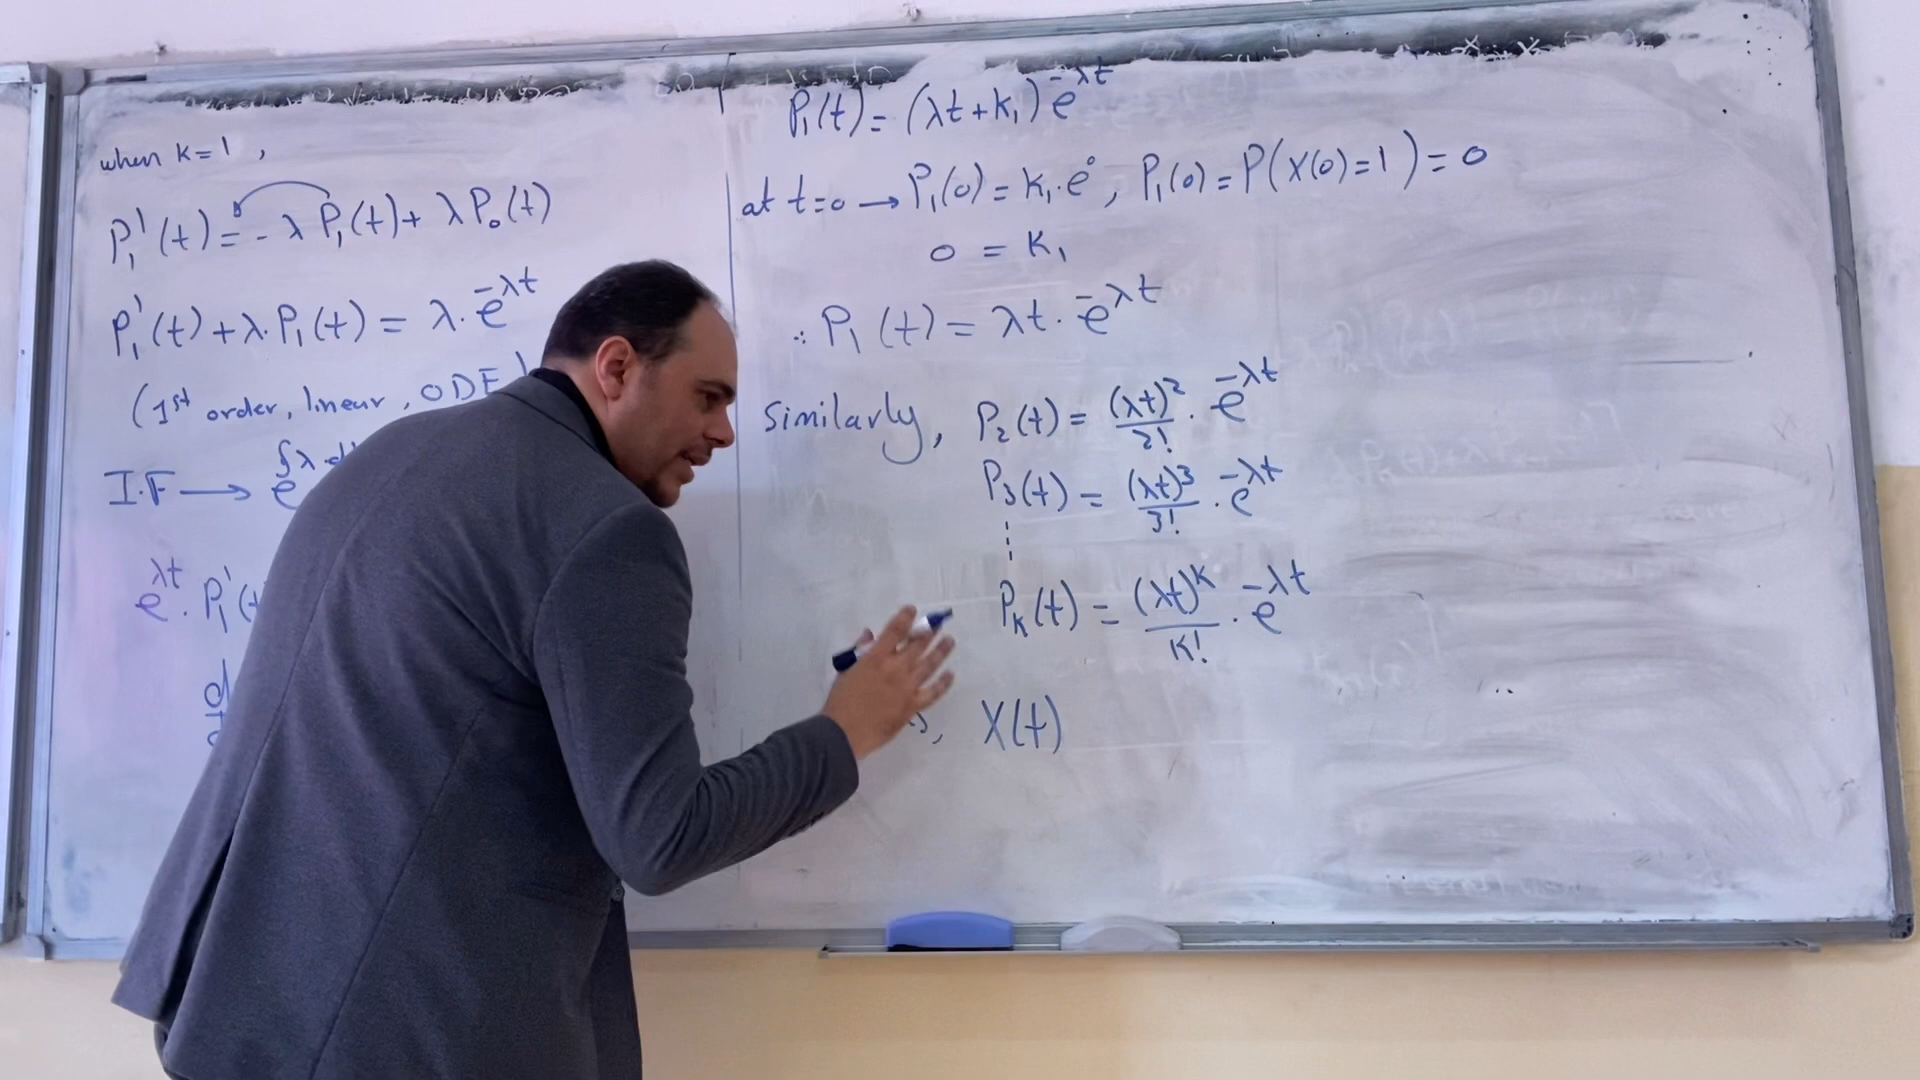 when K=1 ,
P₁'(t) = - λ P₁(t) + λ P₀(t)
P₁'(t) + λ. P₁(t) = λ . e^-λt
(1st order, linear, ODE)
I.F → e^∫λ.d
e^λt . P₁'(t
d
P₁(t) = (λt + K₁) e^-λt
at t=0 → P₁(0) = K₁. e⁰, P₁(0) = P(X(0)=1) = 0
0 = K₁
∴ P₁(t) = λt . e^-λt
Similarly, P₂(t) = (λt)²/2! . e^-λt
P₃(t) = (λt)³/3! . e^-λt
Pₖ(t) = (λt)^K/K! . e^-λt
X(t)